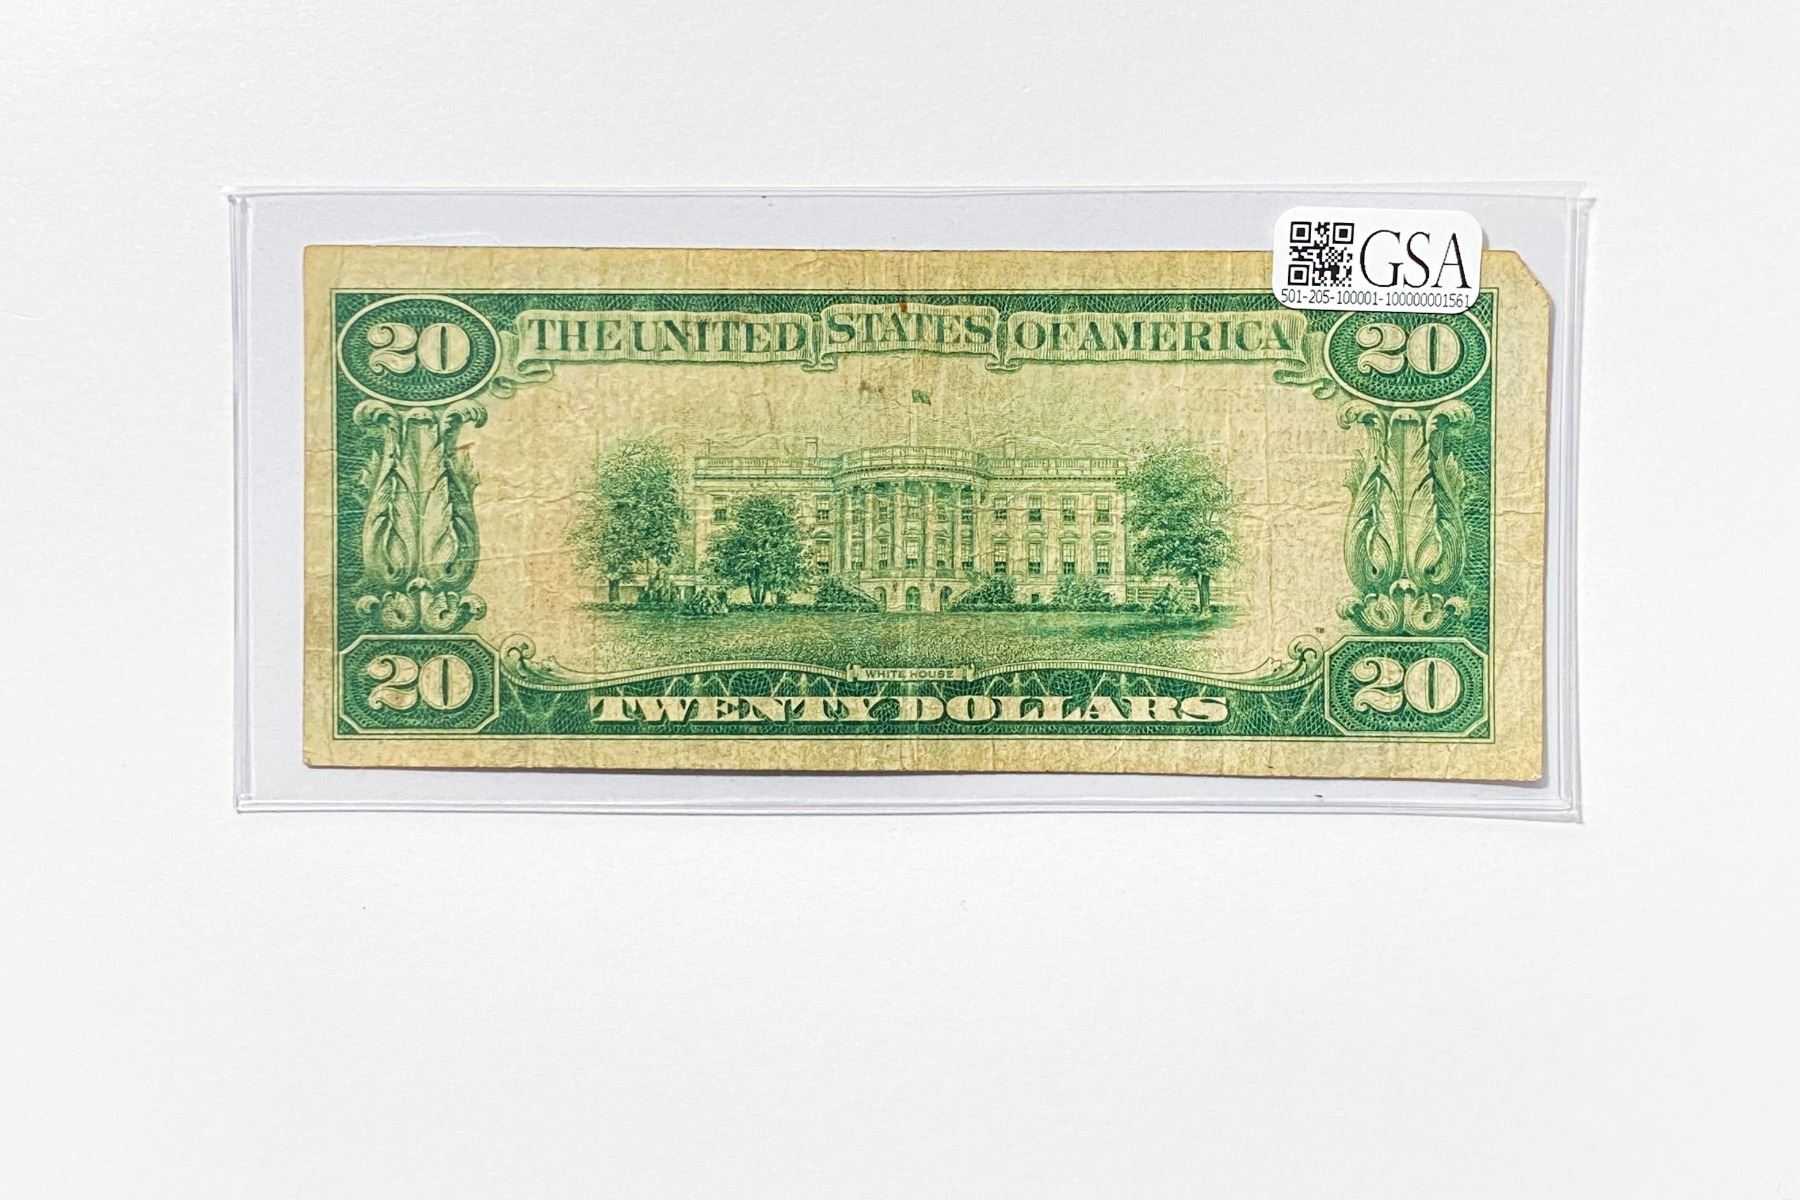 GSA
501-205-100001-100000001561
20 THE UNITED STATES OF AMERICA 20
WHITE HOUSE
20 TWENTY DOLLARS 20